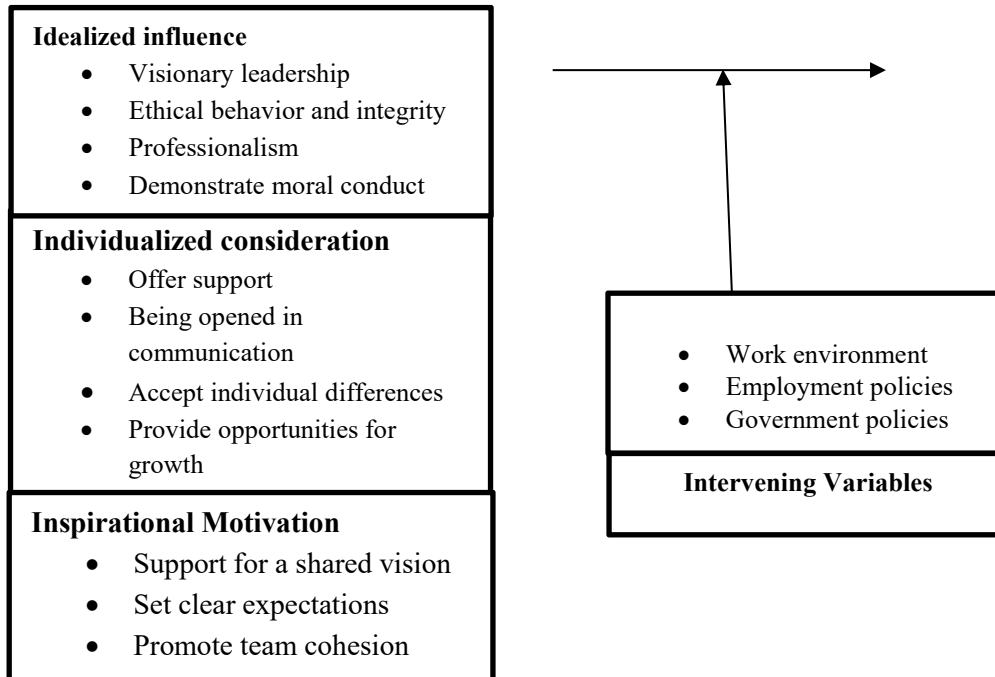 Idealized influence
• Visionary leadership
• Ethical behavior and integrity
• Professionalism
• Demonstrate moral conduct
Individualized consideration
• Offer support
• Being opened in
communication
• Accept individual differences
• Provide opportunities for
growth
Inspirational Motivation
• Support for a shared vision
• Set clear expectations
• Promote team cohesion
• Work environment
• Employment policies
• Government policies
Intervening Variables